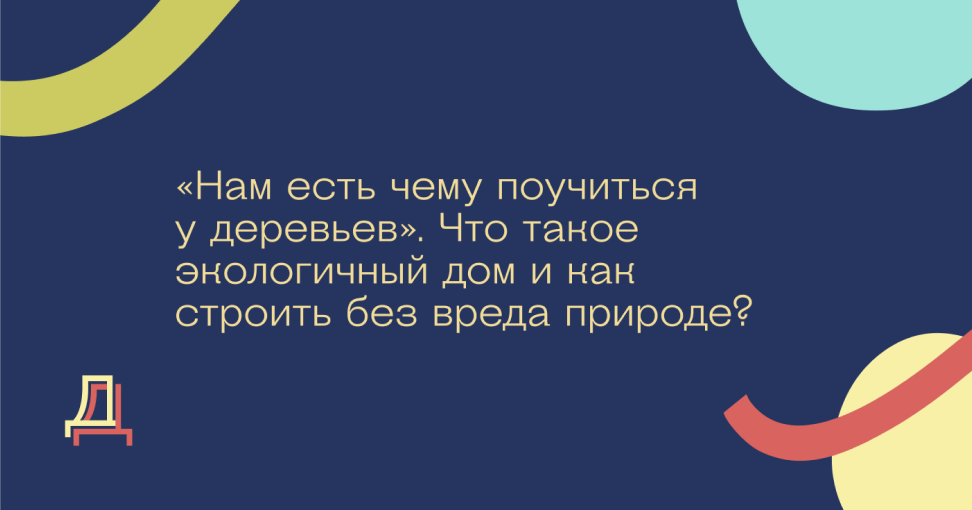 «Нам есть чему поучиться
у деревьев». Что такое
экологичный дом и как
строить без вреда природе?
Д